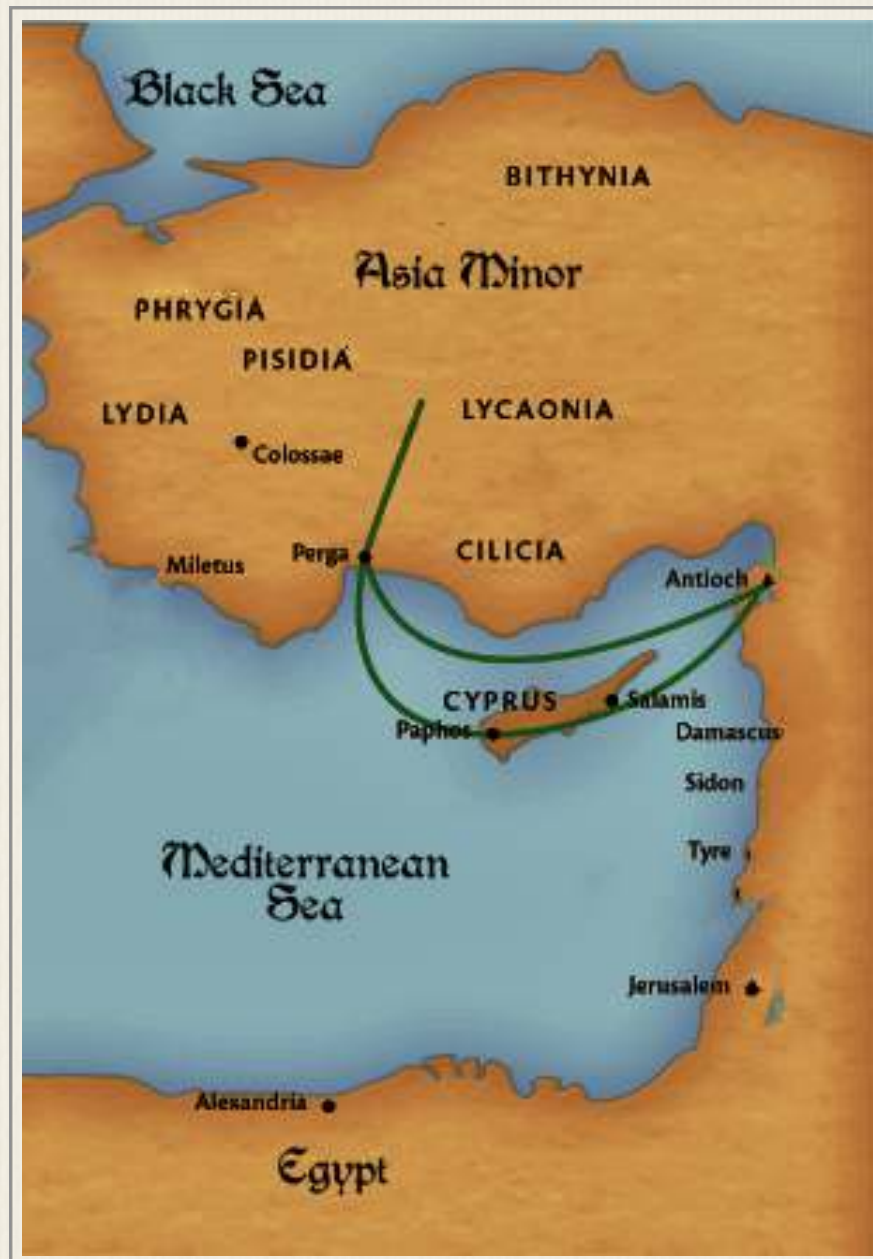 Black Sea
BITHYNIA
Asia Minor
PHRYGIA
PISIDIA
LYDIA
LYCAONIA
Colossae
Perga
CILICIA
Miletus
Antioch
CYPRUS
Salamis
Paphos
Damascus
Sidon
Tyre
Mediterranean
Sea
Jerusalem
Alexandria
Egypt